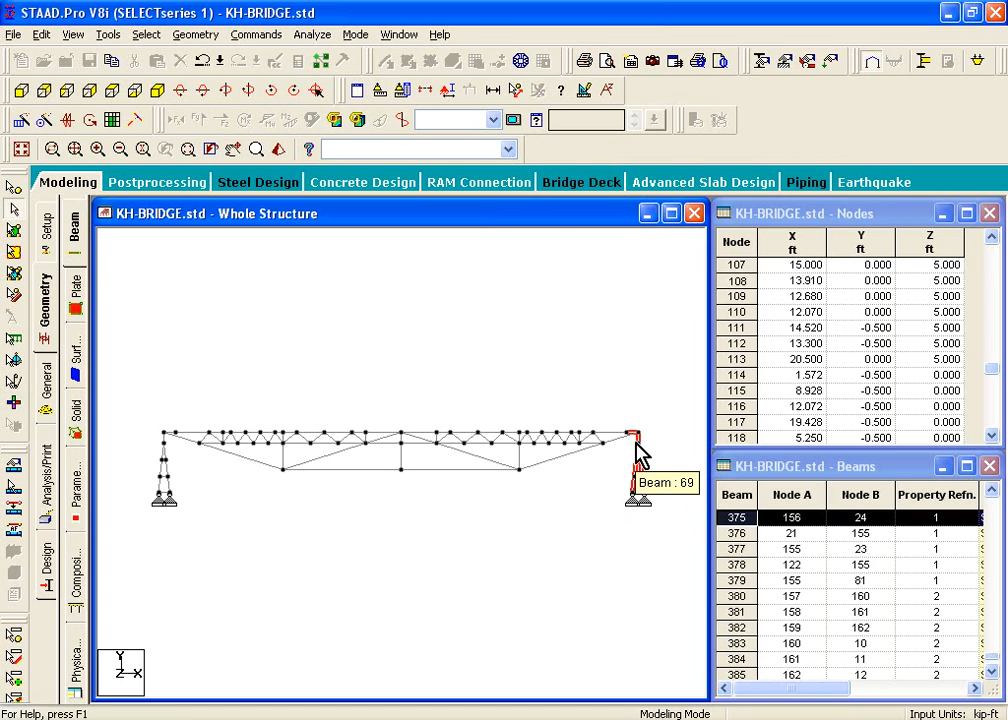 STAAD.Pro V8i (SELECTseries 1) - KH-BRIDGE.std
File Edit View Tools Select Geometry Commands Analyze Mode Window Help
Modeling Postprocessing Steel Design Concrete Design RAM Connection Bridge Deck Advanced Slab Design Piping Earthquake
Setup
Geometry
General
Analysis/Print
Design
Beam
Plate
Surf...
Solid
Parame...
Composi...
Physica...
KH-BRIDGE.std - Whole Structure
Beam : 69
Y
Z X
KH-BRIDGE.std - Nodes
Node X Y Z
ft ft ft
107 15.000 0.000 5.000
108 13.910 0.000 5.000
109 12.680 0.000 5.000
110 12.070 0.000 5.000
111 14.520 -0.500 5.000
112 13.300 -0.500 5.000
113 20.500 0.000 5.000
114 1.572 -0.500 0.000
115 8.928 -0.500 0.000
116 12.072 -0.500 0.000
117 19.428 -0.500 0.000
118 5.250 -0.500 0.000
KH-BRIDGE.std - Beams
Beam Node A Node B Property Refn.
375 156 24 1
376 21 155 1
377 155 23 1
378 122 155 1
379 155 81 1
380 157 160 2
381 158 161 2
382 159 162 2
383 160 10 2
384 161 11 2
385 162 12 2
For Help, press F1 Modeling Mode Input Units: kip-ft